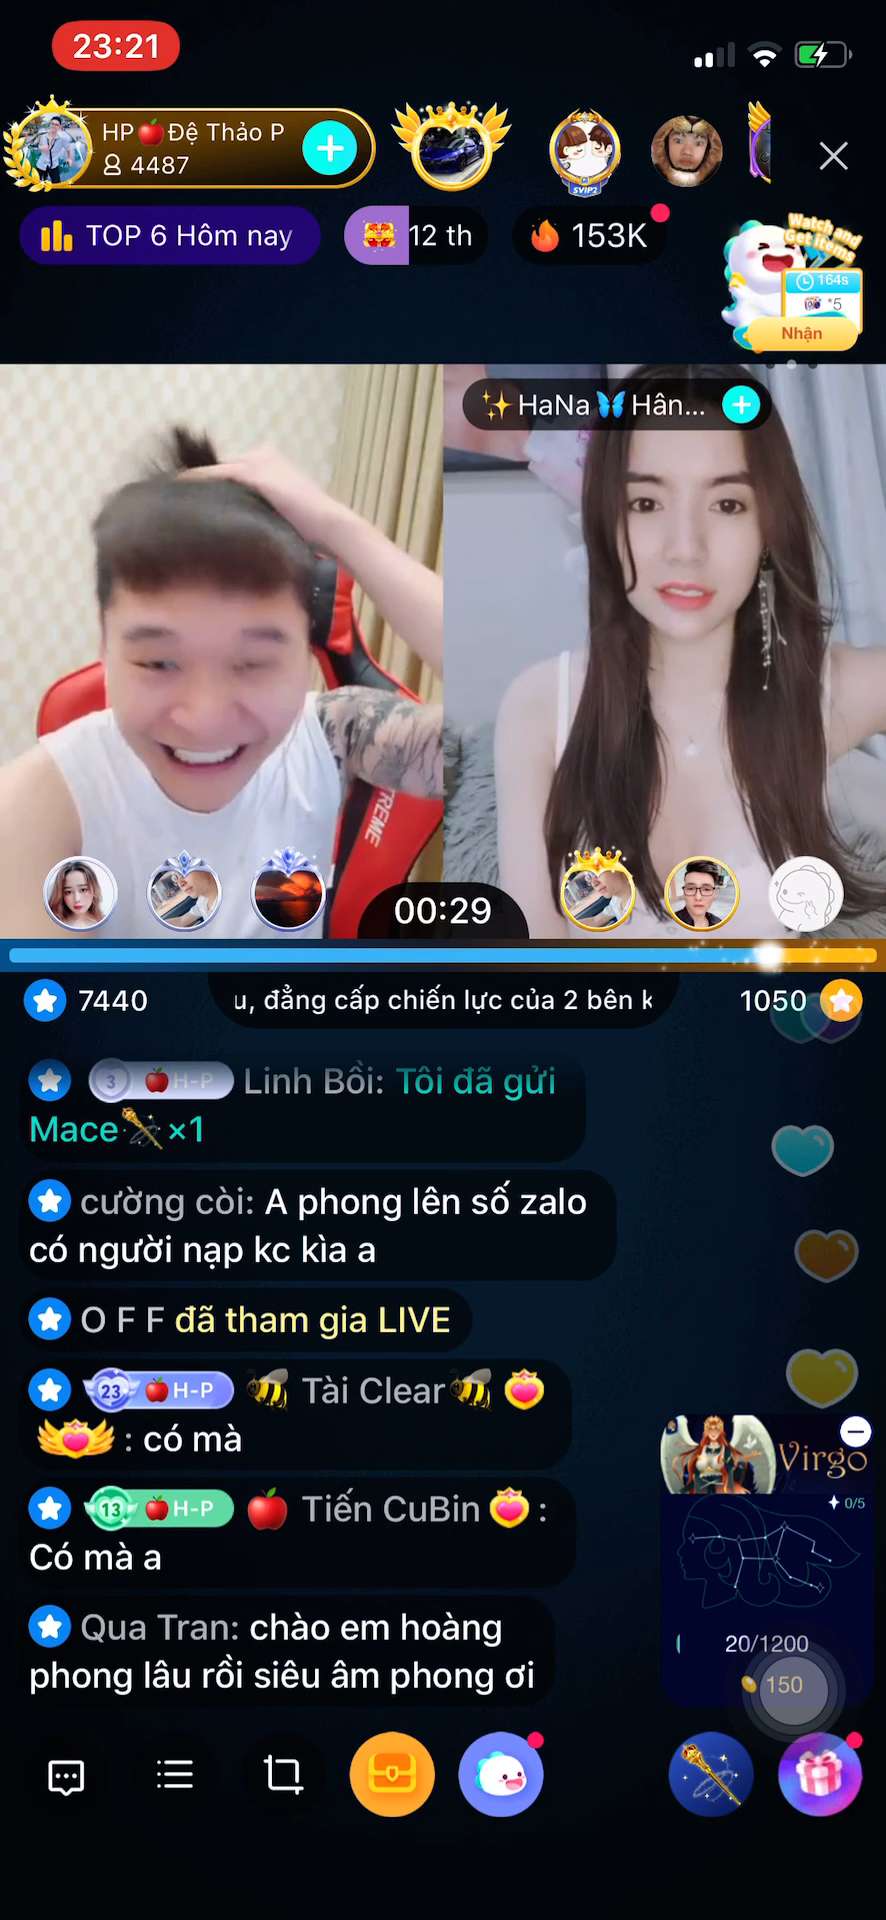 23:21
HP🍎Đệ Thảo P
4487
SVIP2
TOP 6 Hôm nay
12 th
153K
Watch and
Get items
164s
*5
Nhận
✨HaNa🦋Hân...
TREME
00:29
7440
u, đẳng cấp chiến lực của 2 bên k
1050
3 🍎H-P Linh Bồi: Tôi đã gửi
Mace ×1
cường còi: A phong lên số zalo
có người nạp kc kìa a
O F F đã tham gia LIVE
23 🍎H-P 🐝 Tài Clear🐝
: có mà
13 🍎H-P 🍎 Tiến CuBin :
Có mà a
Qua Tran: chào em hoàng
phong lâu rồi siêu âm phong ơi
Virgo
0/5
20/1200
150